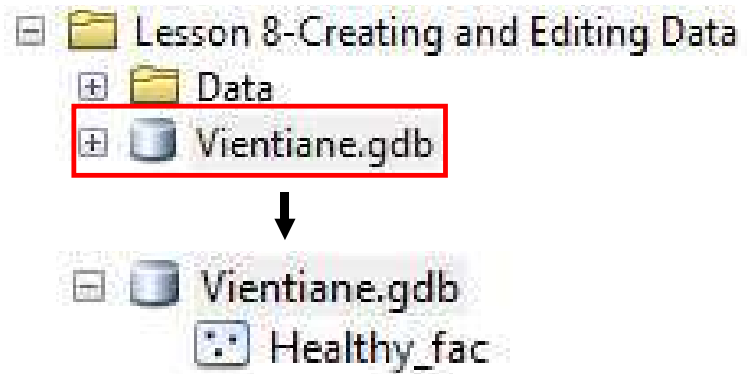 Lesson 8-Creating and Editing Data
Data
Vientiane.gdb
Vientiane.gdb
Healthy_fac